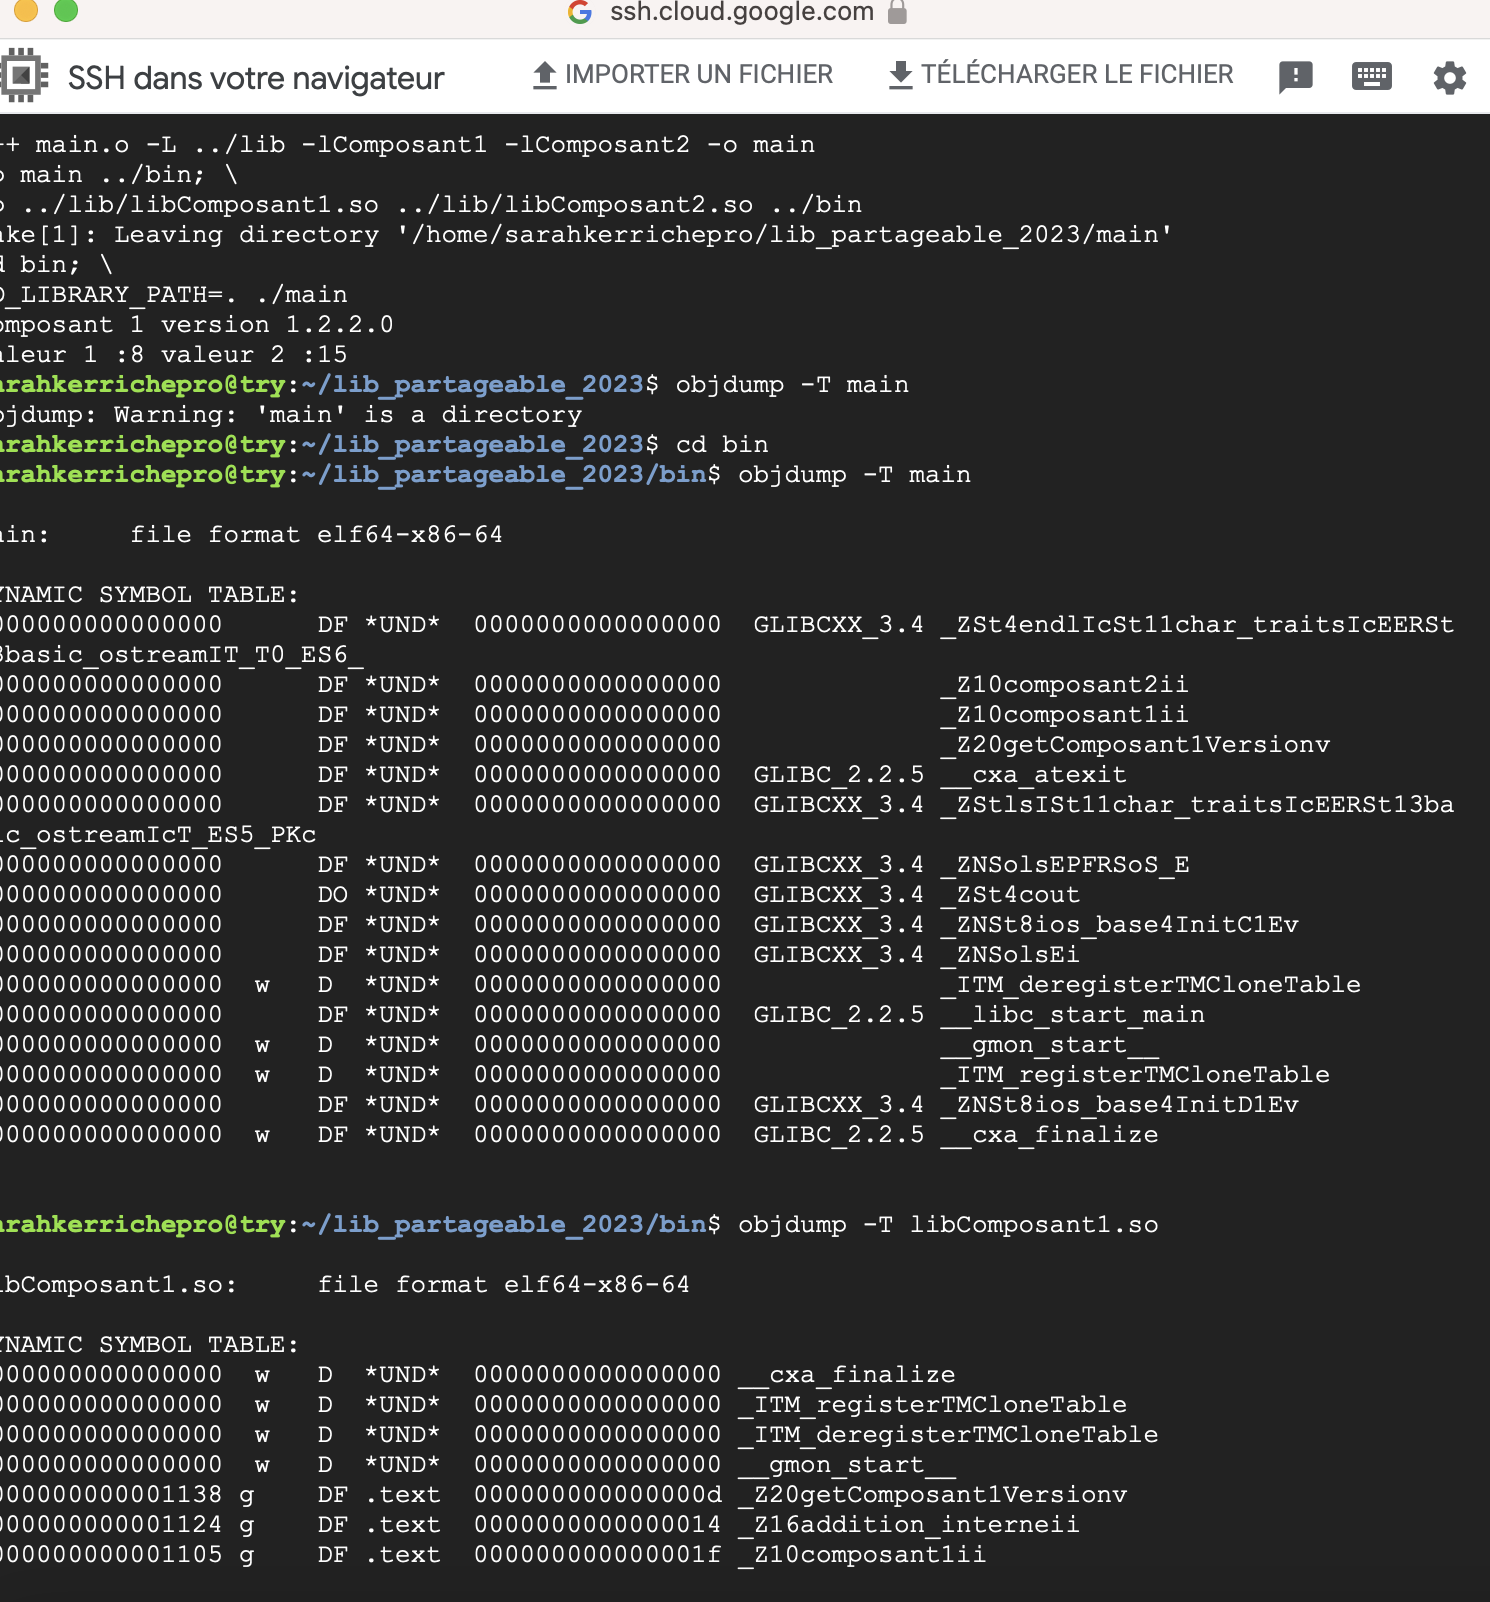 ssh.cloud.google.com
SSH dans votre navigateur IMPORTER UN FICHIER TÉLÉCHARGER LE FICHIER
+ main.o -L ../lib -lComposant1 -lComposant2 -o main
main ../bin; \
../lib/libComposant1.so ../lib/libComposant2.so ../bin
ake[1]: Leaving directory '/home/sarahkerrichepro/lib_partageable_2023/main'
bin; \
_LIBRARY_PATH=. ./main
omposant 1 version 1.2.2.0
aleur 1 :8 valeur 2 :15
arahkerrichepro@try:~/lib_partageable_2023$ objdump -T main
bjdump: Warning: 'main' is a directory
arahkerrichepro@try:~/lib_partageable_2023$ cd bin
arahkerrichepro@try:~/lib_partageable_2023/bin$ objdump -T main
ain:     file format elf64-x86-64
YNAMIC SYMBOL TABLE:
000000000000000      DF *UND*  0000000000000000  GLIBCXX_3.4 _ZSt4endlIcSt11char_traitsIcEERSt
3basic_ostreamIT_T0_ES6_
000000000000000      DF *UND*  0000000000000000              _Z10composant2ii
000000000000000      DF *UND*  0000000000000000              _Z10composant1ii
000000000000000      DF *UND*  0000000000000000              _Z20getComposant1Versionv
000000000000000      DF *UND*  0000000000000000  GLIBC_2.2.5 __cxa_atexit
000000000000000      DF *UND*  0000000000000000  GLIBCXX_3.4 _ZStlsISt11char_traitsIcEERSt13ba
ic_ostreamIcT_ES5_PKc
000000000000000      DF *UND*  0000000000000000  GLIBCXX_3.4 _ZNSolsEPFRSoS_E
000000000000000      DO *UND*  0000000000000000  GLIBCXX_3.4 _ZSt4cout
000000000000000      DF *UND*  0000000000000000  GLIBCXX_3.4 _ZNSt8ios_base4InitC1Ev
000000000000000      DF *UND*  0000000000000000  GLIBCXX_3.4 _ZNSolsEi
000000000000000  w   D  *UND*  0000000000000000              _ITM_deregisterTMCloneTable
000000000000000      DF *UND*  0000000000000000  GLIBC_2.2.5 __libc_start_main
000000000000000  w   D  *UND*  0000000000000000              __gmon_start__
000000000000000  w   D  *UND*  0000000000000000              _ITM_registerTMCloneTable
000000000000000      DF *UND*  0000000000000000  GLIBCXX_3.4 _ZNSt8ios_base4InitD1Ev
000000000000000  w   DF *UND*  0000000000000000  GLIBC_2.2.5 __cxa_finalize
arahkerrichepro@try:~/lib_partageable_2023/bin$ objdump -T libComposant1.so
ibComposant1.so:     file format elf64-x86-64
YNAMIC SYMBOL TABLE:
000000000000000  w   D  *UND*  0000000000000000 __cxa_finalize
000000000000000  w   D  *UND*  0000000000000000 _ITM_registerTMCloneTable
000000000000000  w   D  *UND*  0000000000000000 _ITM_deregisterTMCloneTable
000000000000000  w   D  *UND*  0000000000000000 __gmon_start__
000000000001138 g    DF .text  000000000000000d _Z20getComposant1Versionv
000000000001124 g    DF .text  0000000000000014 _Z16addition_interneii
000000000001105 g    DF .text  000000000000001f _Z10composant1ii